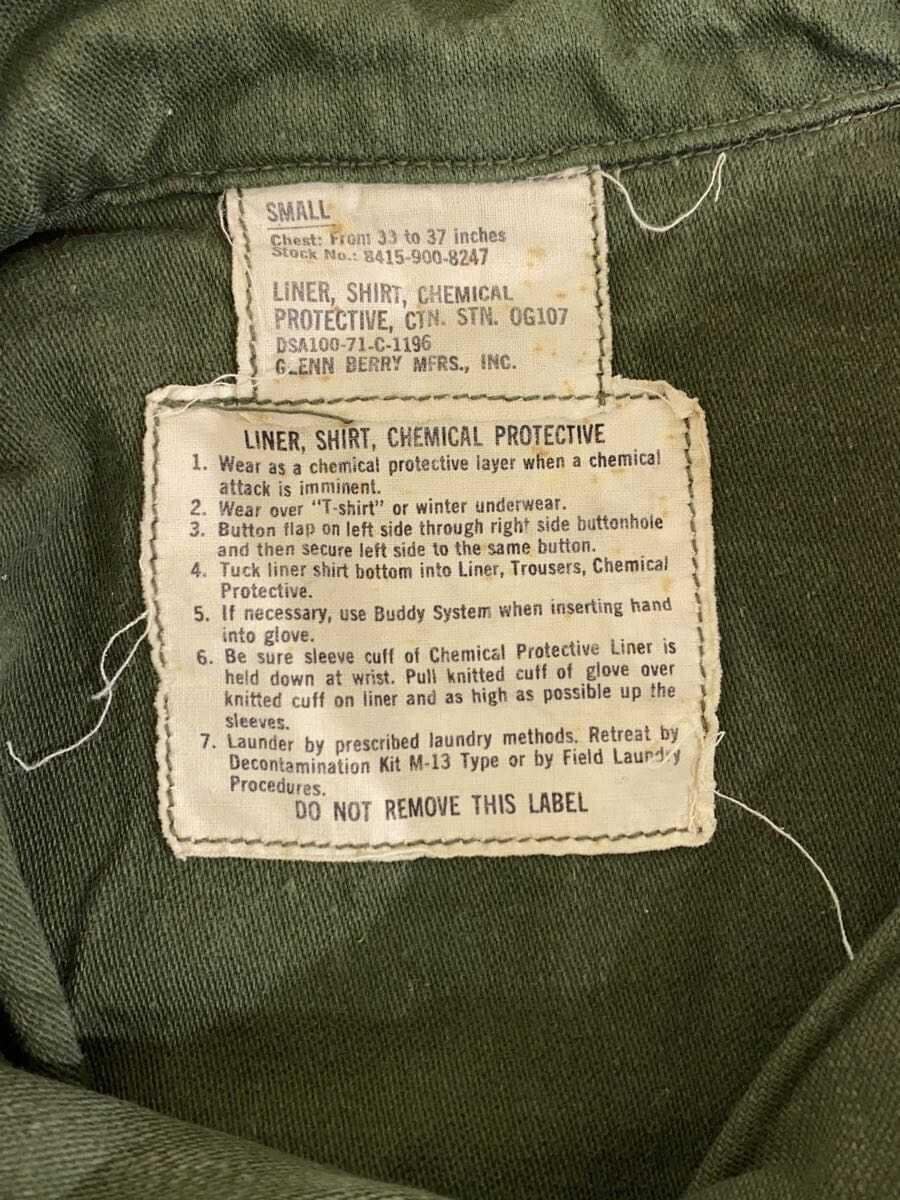 SMALL
Chest: From 33 to 37 inches
Stock No.: 8415-900-8247
LINER, SHIRT, CHEMICAL
PROTECTIVE, CTN. STN. OG107
DSA100-71-C-1196
GLENN BERRY MFRS., INC.
LINER, SHIRT, CHEMICAL PROTECTIVE
1. Wear as a chemical protective layer when a chemical
attack is imminent.
2. Wear over "T-shirt" or winter underwear.
3. Button flap on left side through right side buttonhole
and then secure left side to the same button.
4. Tuck liner shirt bottom into Liner, Trousers, Chemical
Protective.
5. If necessary, use Buddy System when inserting hand
into glove.
6. Be sure sleeve cuff of Chemical Protective Liner is
held down at wrist. Pull knitted cuff of glove over
knitted cuff on liner and as high as possible up the
sleeves.
7. Launder by prescribed laundry methods. Retreat by
Decontamination Kit M-13 Type or by Field Laundry
Procedures.
DO NOT REMOVE THIS LABEL